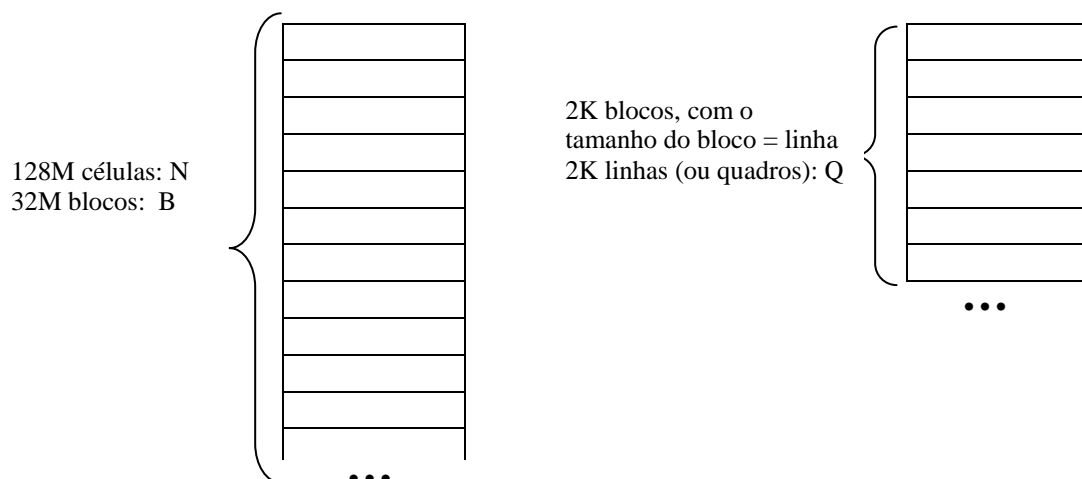 128M células: N
32M blocos: B
2K blocos, com o
tamanho do bloco = linha
2K linhas (ou quadros): Q
...
...